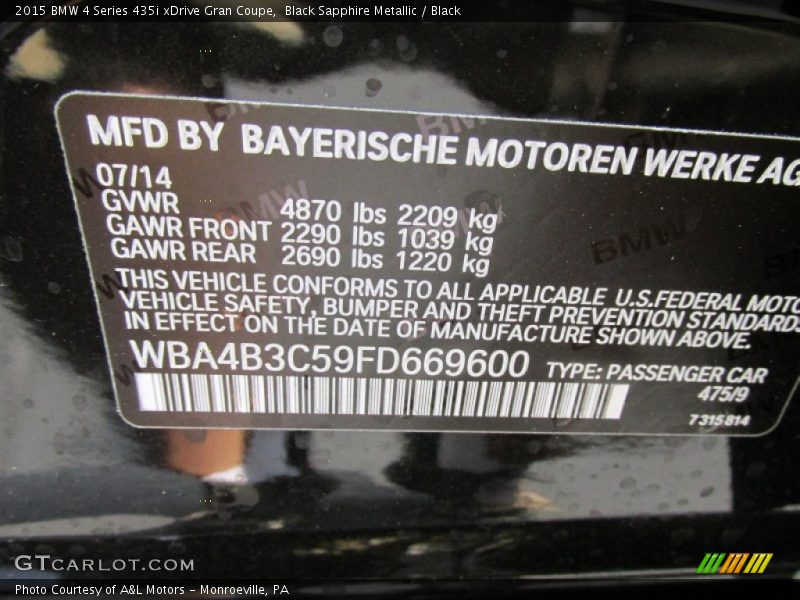 2015 BMW 4 Series 435i xDrive Gran Coupe, Black Sapphire Metallic / Black
MFD BY BAYERISCHE MOTOREN WERKE AG
07/14
GVWR 4870 lbs 2209 kg
GAWR FRONT 2290 lbs 1039 kg
GAWR REAR 2690 lbs 1220 kg
THIS VEHICLE CONFORMS TO ALL APPLICABLE U.S.FEDERAL MOTO
VEHICLE SAFETY, BUMPER AND THEFT PREVENTION STANDARDS
IN EFFECT ON THE DATE OF MANUFACTURE SHOWN ABOVE.
WBA4B3C59FD669600 TYPE: PASSENGER CAR
475/9
7315814
GTCARLOT.COM
Photo Courtesy of A&L Motors - Monroeville, PA